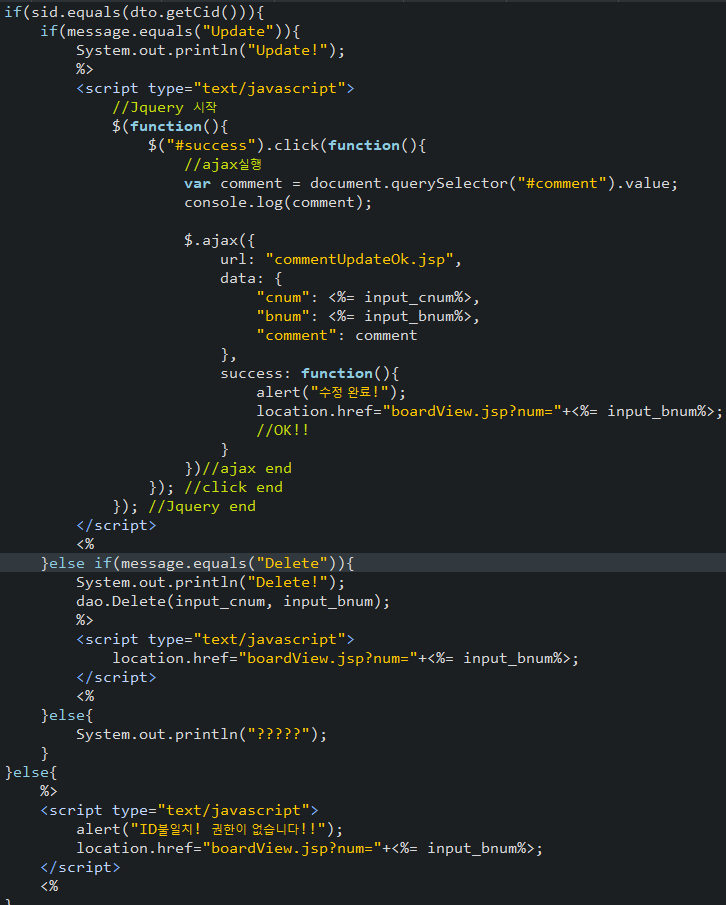 if(sid.equals(dto.getCid())){
if(message.equals("Update")){
System.out.println("Update!");
%>
<script type="text/javascript">
//Jquery 시작
$(function(){
$("#success").click(function(){
//ajax실행
var comment = document.querySelector("#comment").value;
console.log(comment);
$.ajax({
url: "commentUpdateOk.jsp",
data: {
"cnum": <%= input_cnum%>,
"bnum": <%= input_bnum%>,
"comment": comment
},
success: function(){
alert("수정 완료!");
location.href="boardView.jsp?num="+<%= input_bnum%>;
//OK!!
}
})//ajax end
}); //click end
}); //Jquery end
</script>
<%
}else if(message.equals("Delete")){
System.out.println("Delete!");
dao.Delete(input_cnum, input_bnum);
%>
<script type="text/javascript">
location.href="boardView.jsp?num="+<%= input_bnum%>;
</script>
<%
}else{
System.out.println("?????");
}
}else{
%>
<script type="text/javascript">
alert("ID불일치! 권한이 없습니다!!");
location.href="boardView.jsp?num="+<%= input_bnum%>;
</script>
<%
}